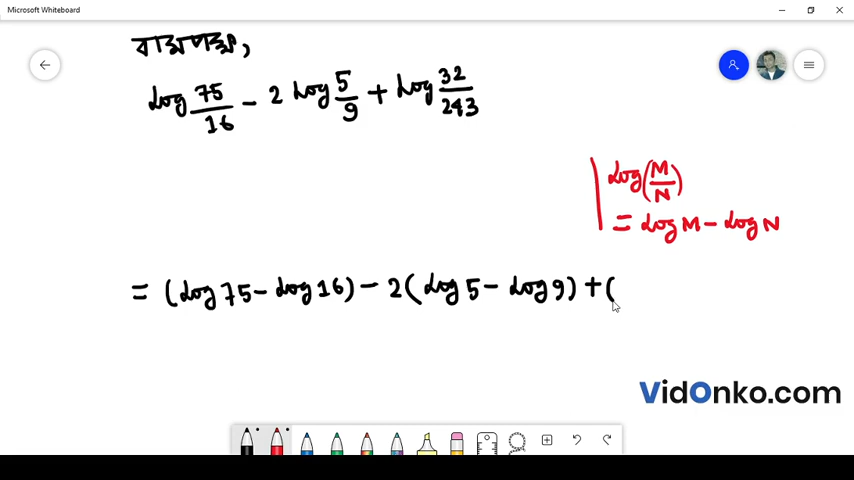 Microsoft Whiteboard
বামপক্ষ,
log 75/16 - 2 log 5/9 + log 32/243
log(M/N)
= log M - log N
= (log 75 - log 16) - 2(log 5 - log 9) + (
VidOnko.com